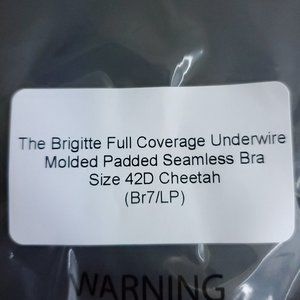 The Brigitte Full Coverage Underwire
Molded Padded Seamless Bra
Size 42D Cheetah
(Br7/LP)
WARNING